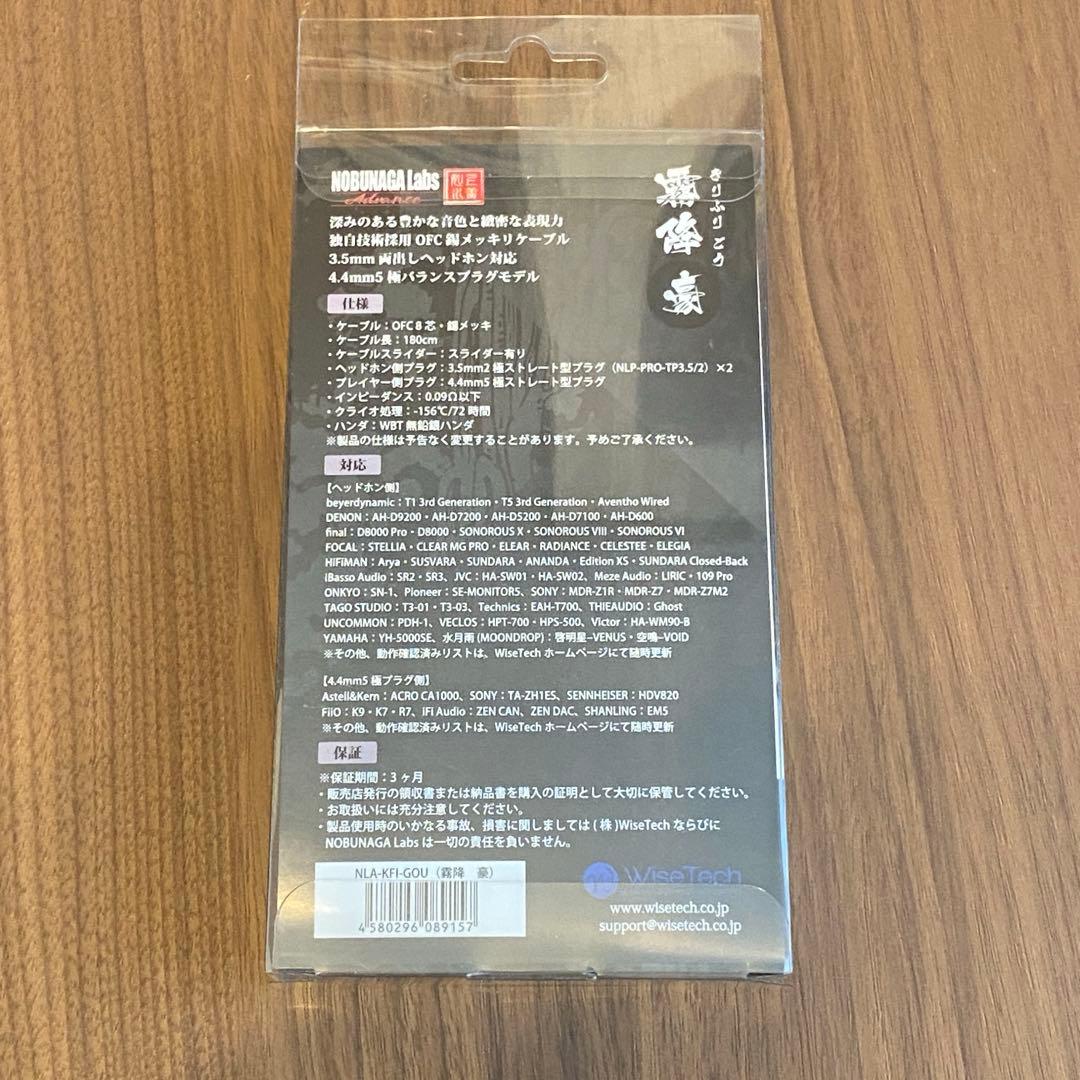 NOBUNAGA Labs
Advance
きりふり ごう
霧降 豪
深みのある豊かな音色と緻密な表現力
独自技術採用 OFC 錫メッキリケーブル
3.5mm 両出しヘッドホン対応
4.4mm5 極バランスプラグモデル
仕様
・ケーブル：OFC 8 芯・錫メッキ
・ケーブル長：180cm
・ケーブルスライダー：スライダー有り
・ヘッドホン側プラグ：3.5mm2 極ストレート型プラグ（NLP-PRO-TP3.5/2）×2
・プレイヤー側プラグ：4.4mm5 極ストレート型プラグ
・インピーダンス：0.09Ω以下
・クライオ処理：-156℃/72 時間
・ハンダ：WBT 無鉛銀ハンダ
※製品の仕様は予告なく変更することがあります。予めご了承ください。
対応
【ヘッドホン側】
beyerdynamic：T1 3rd Generation・T5 3rd Generation・Aventho Wired
DENON：AH-D9200・AH-D7200・AH-D5200・AH-D7100・AH-D600
final：D8000 Pro・D8000・SONOROUS X・SONOROUS VIII・SONOROUS VI
FOCAL：STELLIA・CLEAR MG PRO・ELEAR・RADIANCE・CELESTEE・ELEGIA
HIFIMAN：Arya・SUSVARA・SUNDARA・ANANDA・Edition XS・SUNDARA Closed-Back
iBasso Audio：SR2・SR3、JVC：HA-SW01・HA-SW02、Meze Audio：LIRIC・109 Pro
ONKYO：SN-1、Pioneer：SE-MONITOR5、SONY：MDR-Z1R・MDR-Z7・MDR-Z7M2
TAGO STUDIO：T3-01・T3-03、Technics：EAH-T700、THIEAUDIO：Ghost
UNCOMMON：PDH-1、VECLOS：HPT-700・HPS-500、Victor：HA-WM90-B
YAMAHA：YH-5000SE、水月雨 (MOONDROP)：啓明星–VENUS・空鳴–VOID
※その他、動作確認済みリストは、WiseTech ホームページにて随時更新
【4.4mm5 極プラグ側】
Astell&Kern：ACRO CA1000、SONY：TA-ZH1ES、SENNHEISER：HDV820
FiiO：K9・K7・R7、iFi Audio：ZEN CAN、ZEN DAC、SHANLING：EM5
※その他、動作確認済みリストは、WiseTech ホームページにて随時更新
保証
※保証期間：3 ヶ月
・販売店発行の領収書または納品書を購入の証明として大切に保管してください。
・お取扱いには充分注意してください。
・製品使用時のいかなる事故、損害に関しましては ( 株 )WiseTech ならびに
NOBUNAGA Labs は一切の責任を負いません。
NLA-KFI-GOU（霧降　豪）
4 580296 089157
WiseTech
www.wisetech.co.jp
support@wisetech.co.jp